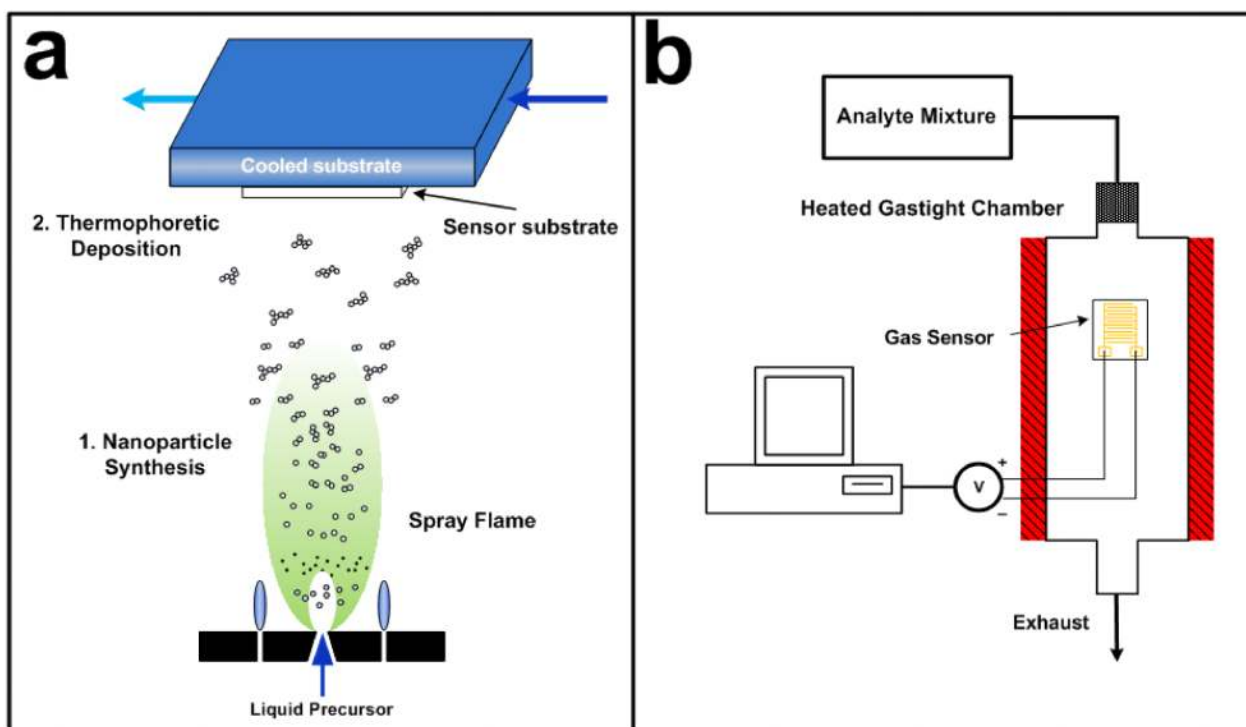 a
Cooled substrate
Sensor substrate
2. Thermophoretic
Deposition
1. Nanoparticle
Synthesis
Spray Flame
Liquid Precursor
b
Analyte Mixture
Heated Gastight Chamber
Gas Sensor
+
V
–
Exhaust